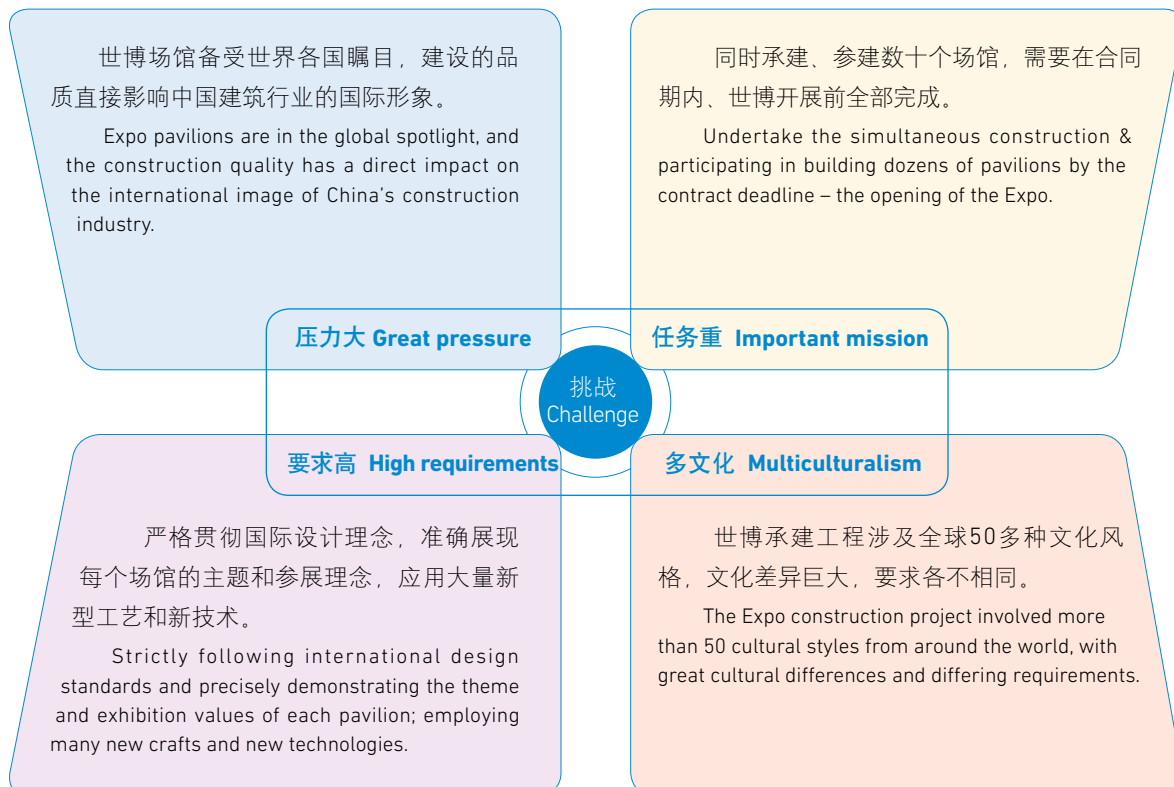 世博场馆备受世界各国瞩目，建设的品
质直接影响中国建筑行业的国际形象。
Expo pavilions are in the global spotlight, and
the construction quality has a direct impact on
the international image of China’s construction
industry.
同时承建、参建数十个场馆，需要在合同
期内、世博开展前全部完成。
Undertake the simultaneous construction &
participating in building dozens of pavilions by the
contract deadline – the opening of the Expo.
压力大 Great pressure
任务重 Important mission
挑战
Challenge
要求高 High requirements
多文化 Multiculturalism
严格贯彻国际设计理念，准确展现
每个场馆的主题和参展理念，应用大量新
型工艺和新技术。
Strictly following international design
standards and precisely demonstrating the theme
and exhibition values of each pavilion; employing
many new crafts and new technologies.
世博承建工程涉及全球50多种文化风
格，文化差异巨大，要求各不相同。
The Expo construction project involved more
than 50 cultural styles from around the world, with
great cultural differences and differing requirements.